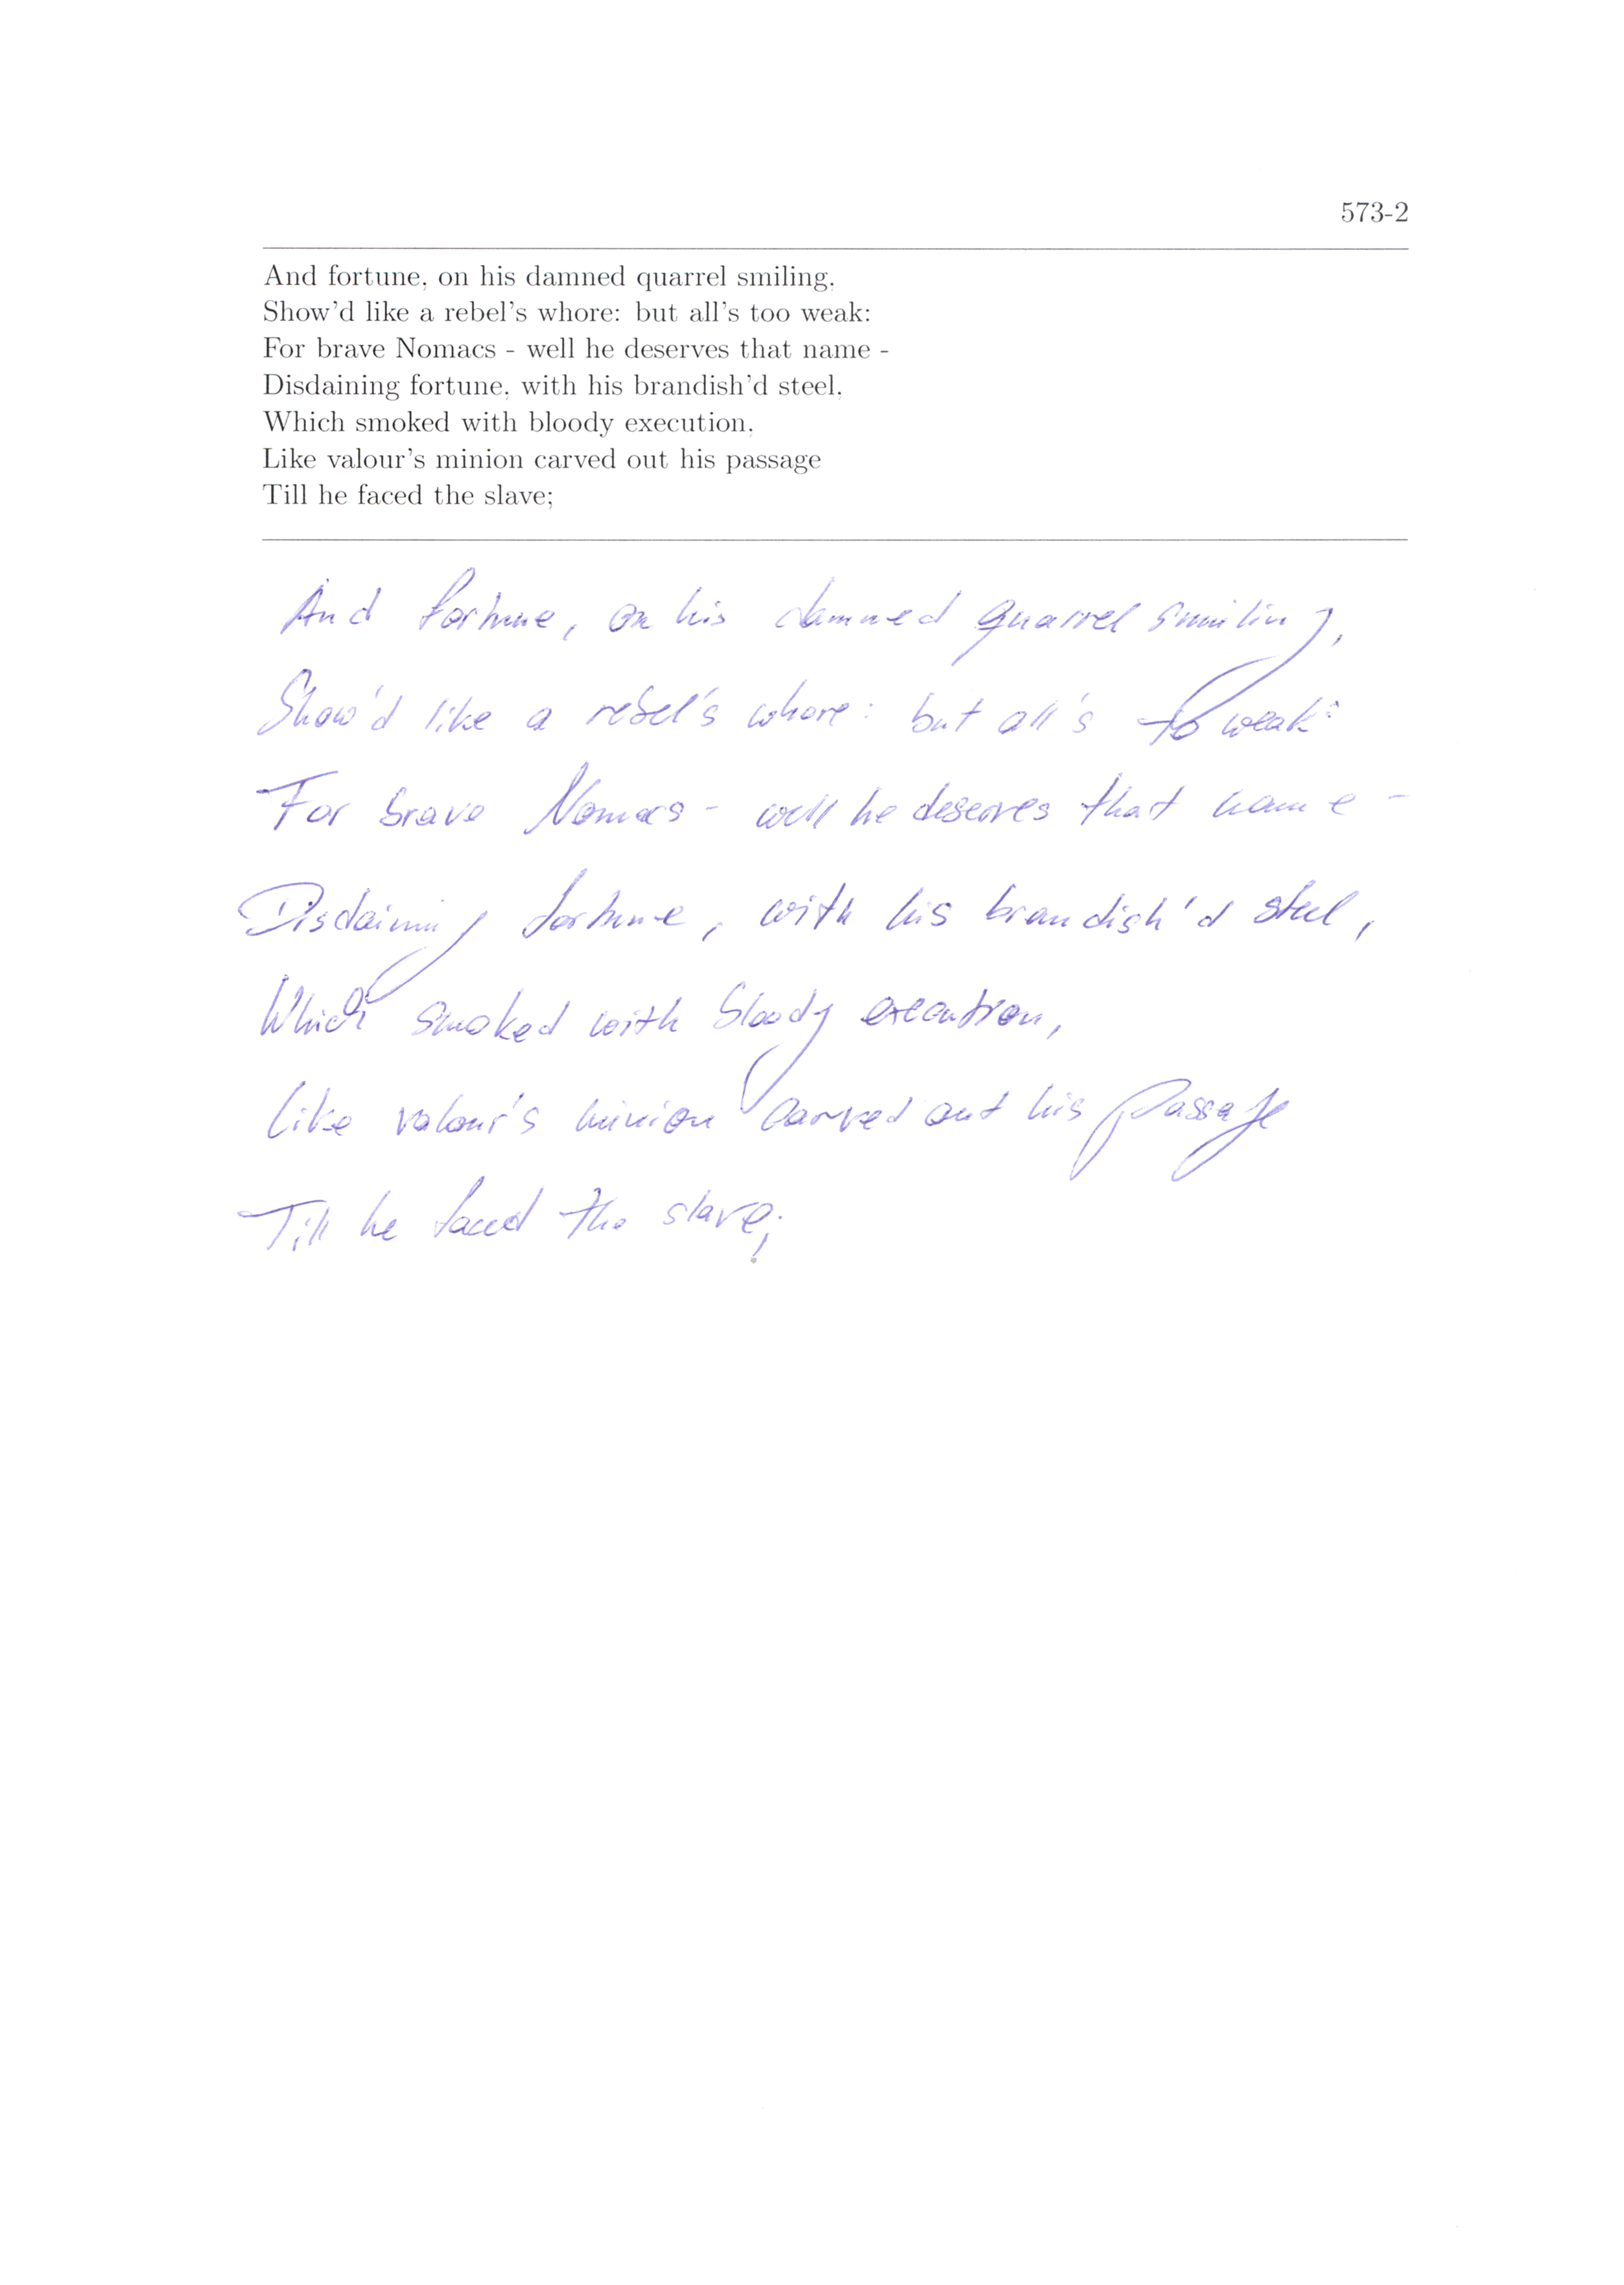 573-2
And fortune, on his damned quarrel smiling,
Show'd like a rebel's whore: but all's too weak:
For brave Nomacs - well he deserves that name -
Disdaining fortune, with his brandish'd steel,
Which smoked with bloody execution,
Like valour's minion carved out his passage
Till he faced the slave;
And fortune, on his damned quarrel smiling,
Show'd like a rebel's whore: but all's to weak:
For brave Nomacs - well he deserves that name -
Disdaining fortune, with his brandish'd steel,
Which smoked with bloody execution,
Like valour's minion carved out his passage
Till he faced the slave;